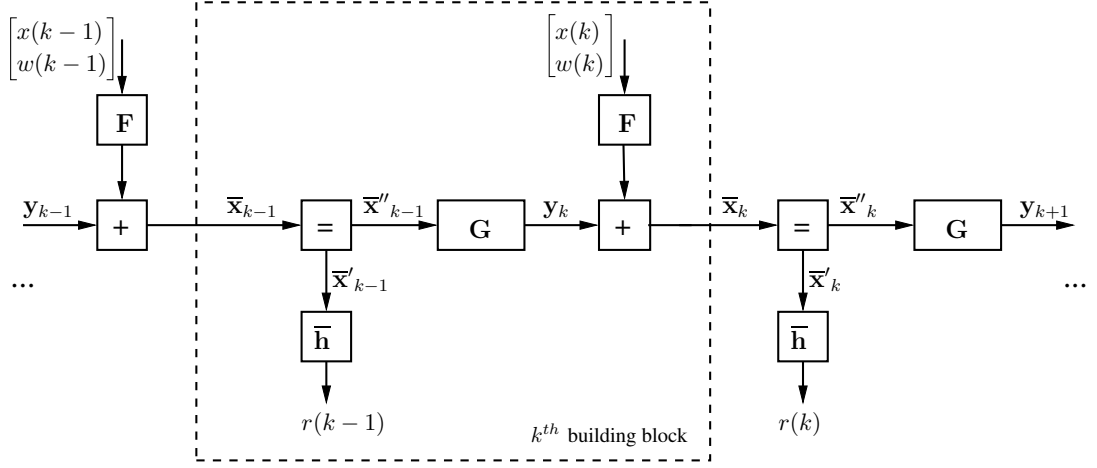 [x(k − 1)
w(k − 1)]
[x(k)
w(k)]
F
F
y_{k−1}
+
x̅_{k−1}
=
x̅''_{k−1}
G
y_k
+
x̅_k
=
x̅''_k
G
y_{k+1}
...
x̅'_{k−1}
x̅'_k
...
h̅
h̅
r(k − 1)
r(k)
k^{th} building block